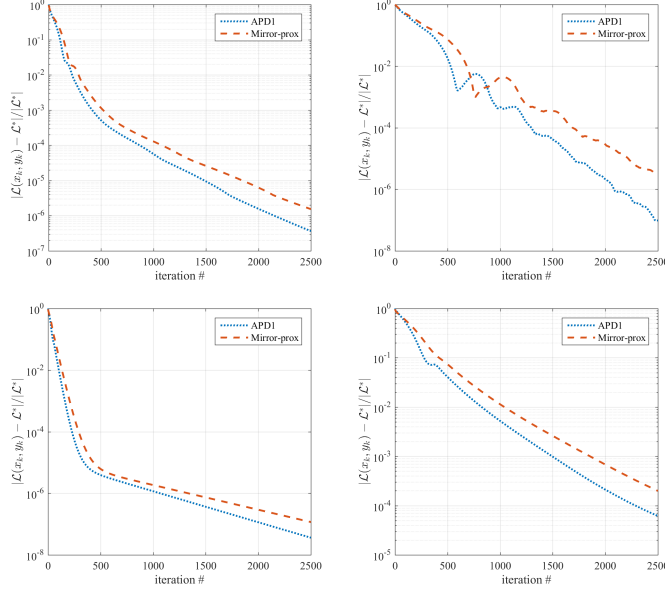 10^0
10^-1
10^-2
10^-3
10^-4
10^-5
10^-6
10^-7
|L(x_k, y_k) − L*|/|L*|
APD1
Mirror-prox
0 500 1000 1500 2000 2500
iteration #
10^0
10^-2
10^-4
10^-6
10^-8
|L(x_k, y_k) − L*|/|L*|
APD1
Mirror-prox
0 500 1000 1500 2000 2500
iteration #
10^0
10^-2
10^-4
10^-6
10^-8
|L(x_k, y_k) − L*|/|L*|
APD1
Mirror-prox
0 500 1000 1500 2000 2500
iteration #
10^0
10^-1
10^-2
10^-3
10^-4
10^-5
|L(x_k, y_k) − L*|/|L*|
APD1
Mirror-prox
0 500 1000 1500 2000 2500
iteration #